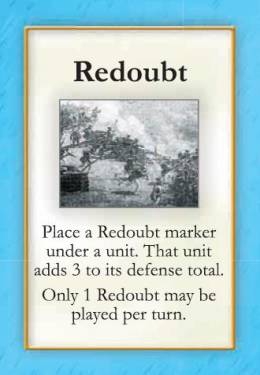 Redoubt
Place a Redoubt marker
under a unit. That unit
adds 3 to its defense total.
Only 1 Redoubt may be
played per turn.